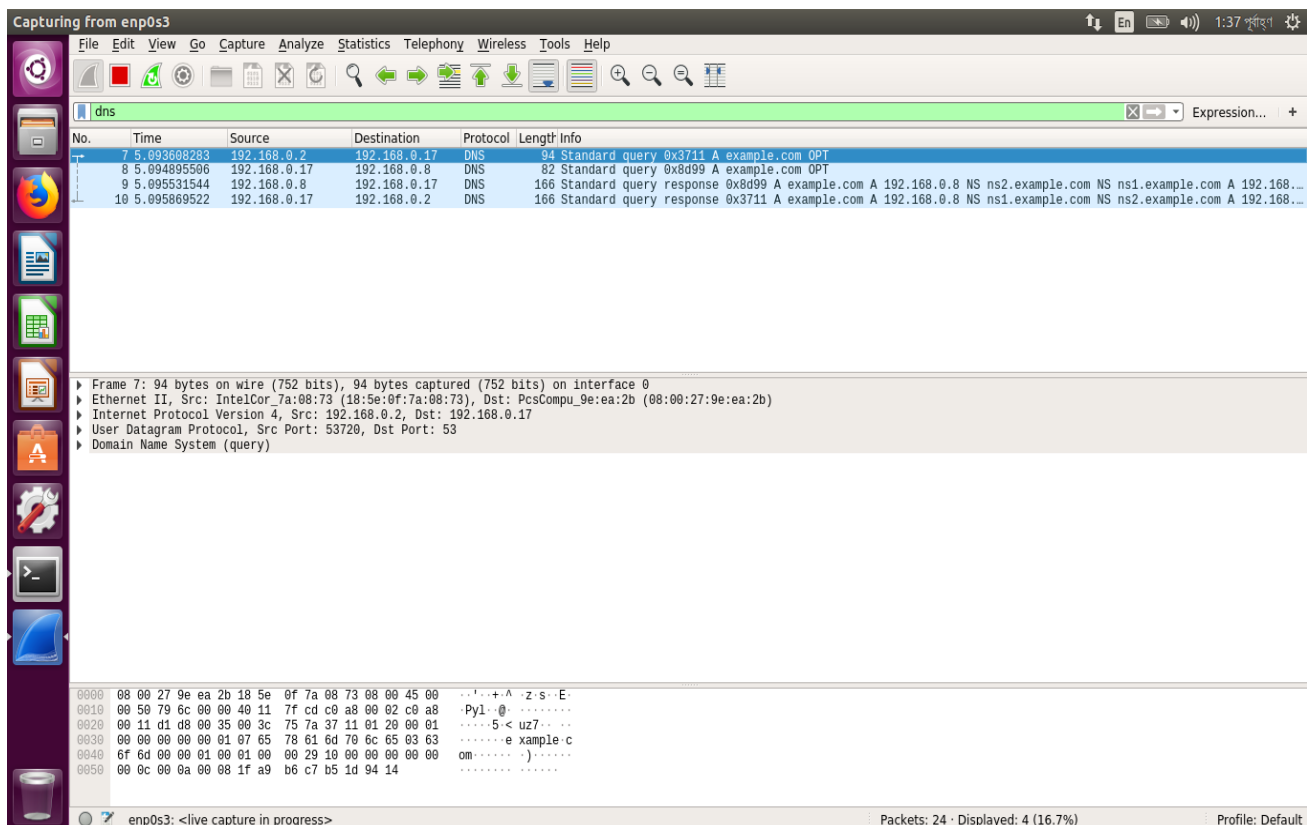 Capturing from enp0s3 En 1:37 পূর্বাহ্ণ
File Edit View Go Capture Analyze Statistics Telephony Wireless Tools Help
dns Expression... +
No. Time Source Destination Protocol Length Info
7 5.093608283 192.168.0.2 192.168.0.17 DNS 94 Standard query 0x3711 A example.com OPT
8 5.094895506 192.168.0.17 192.168.0.8 DNS 82 Standard query 0x8d99 A example.com OPT
9 5.095531544 192.168.0.8 192.168.0.17 DNS 166 Standard query response 0x8d99 A example.com A 192.168.0.8 NS ns2.example.com NS ns1.example.com A 192.168...
10 5.095869522 192.168.0.17 192.168.0.2 DNS 166 Standard query response 0x3711 A example.com A 192.168.0.8 NS ns1.example.com NS ns2.example.com A 192.168...
Frame 7: 94 bytes on wire (752 bits), 94 bytes captured (752 bits) on interface 0
Ethernet II, Src: IntelCor_7a:08:73 (18:5e:0f:7a:08:73), Dst: PcsCompu_9e:ea:2b (08:00:27:9e:ea:2b)
Internet Protocol Version 4, Src: 192.168.0.2, Dst: 192.168.0.17
User Datagram Protocol, Src Port: 53720, Dst Port: 53
Domain Name System (query)
0000 08 00 27 9e ea 2b 18 5e 0f 7a 08 73 08 00 45 00 ··'··+·^ ·z·s··E·
0010 00 50 79 6c 00 00 40 11 7f cd c0 a8 00 02 c0 a8 ·Pyl··@· ········
0020 00 11 d1 d8 00 35 00 3c 75 7a 37 11 01 20 00 01 ·····5·< uz7·· ··
0030 00 00 00 00 00 01 07 65 78 61 6d 70 6c 65 03 63 ·······e xample·c
0040 6f 6d 00 00 01 00 01 00 00 29 10 00 00 00 00 00 om······ ·)······
0050 00 0c 00 0a 00 08 1f a9 b6 c7 b5 1d 94 14 ········ ······
enp0s3: <live capture in progress> Packets: 24 · Displayed: 4 (16.7%) Profile: Default